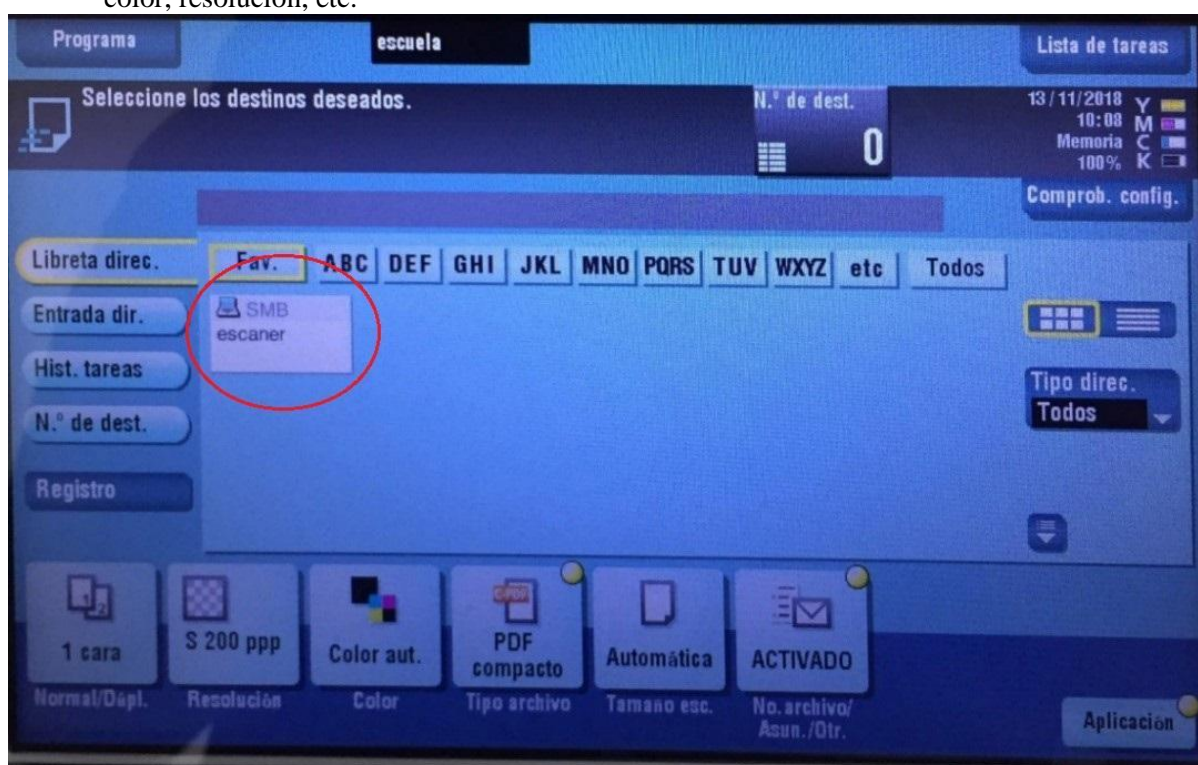 color, resolución, etc.
Programa
escuela
Lista de tareas
Seleccione los destinos deseados.
N.º de dest.
0
13/11/2018
10:08
Memoria
100%
Y
M
C
K
Comprob. config.
Libreta direc.
Fav. ABC DEF GHI JKL MNO PQRS TUV WXYZ etc Todos
Entrada dir.
SMB
escaner
Hist. tareas
N.º de dest.
Registro
Tipo direc.
Todos
1 cara
Normal/Dúpl.
S 200 ppp
Resolución
Color aut.
Color
PDF
compacto
Tipo archivo
Automática
Tamaño esc.
ACTIVADO
No.archivo/
Asun./Otr.
Aplicación